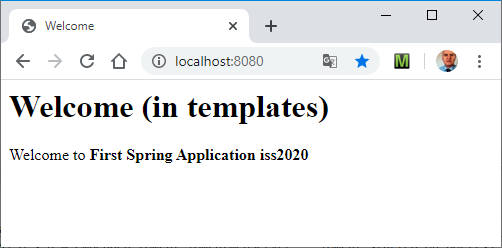 Welcome
localhost:8080
M
Welcome (in templates)
Welcome to First Spring Application iss2020